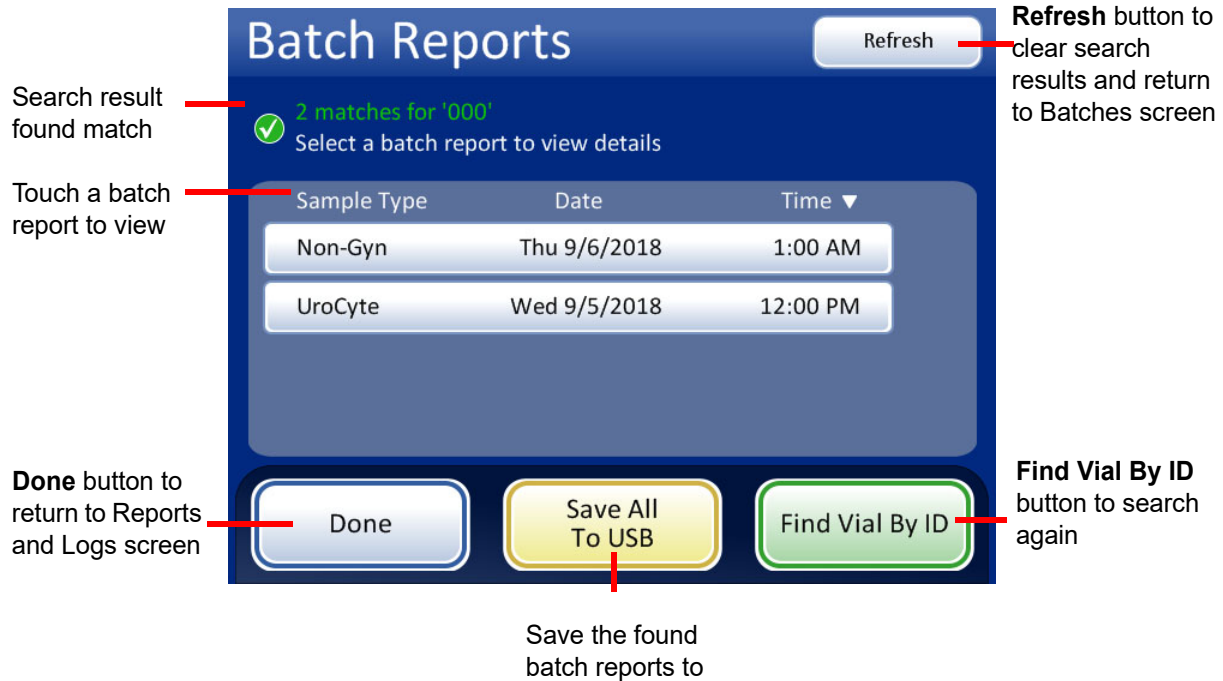 Batch Reports
Refresh
Refresh button to
clear search
results and return
to Batches screen
Search result
found match
2 matches for '000'
Select a batch report to view details
Touch a batch
report to view
Sample Type Date Time ▼
Non-Gyn Thu 9/6/2018 1:00 AM
UroCyte Wed 9/5/2018 12:00 PM
Done button to
return to Reports
and Logs screen
Done
Save All
To USB
Find Vial By ID
Find Vial By ID
button to search
again
Save the found
batch reports to